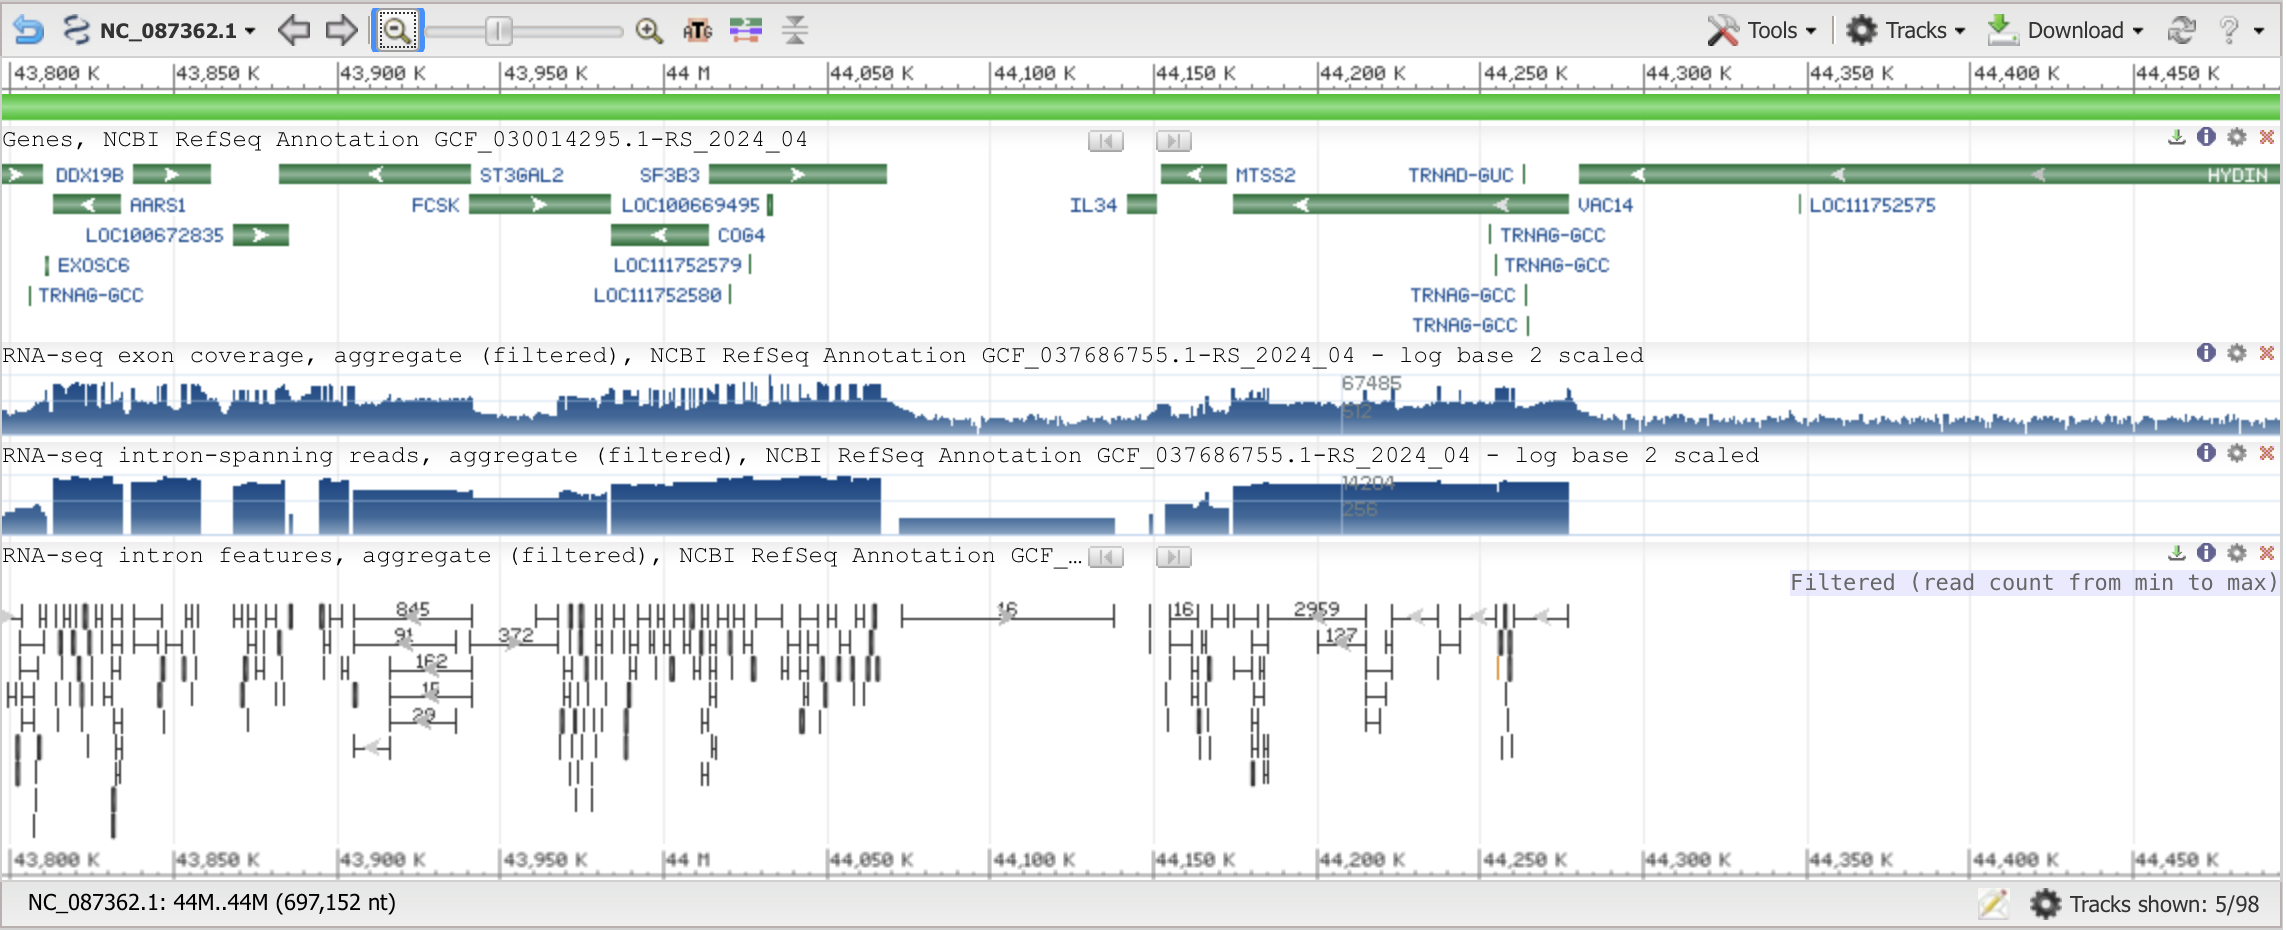 NC_087362.1 ATG Tools Tracks Download ?
43,800 K 43,850 K 43,900 K 43,950 K 44 M 44,050 K 44,100 K 44,150 K 44,200 K 44,250 K 44,300 K 44,350 K 44,400 K 44,450 K
Genes, NCBI RefSeq Annotation GCF_030014295.1-RS_2024_04
DDX19B ST3GAL2 SF3B3 MTSS2 TRNAD-GUC HYDIN
AARS1 FCSK LOC100669495 IL34 VAC14 LOC111752575
LOC100672835 COG4 TRNAG-GCC
EXOSC6 LOC111752579 TRNAG-GCC
TRNAG-GCC LOC111752580 TRNAG-GCC
TRNAG-GCC
RNA-seq exon coverage, aggregate (filtered), NCBI RefSeq Annotation GCF_037686755.1-RS_2024_04 - log base 2 scaled
67485
512
RNA-seq intron-spanning reads, aggregate (filtered), NCBI RefSeq Annotation GCF_037686755.1-RS_2024_04 - log base 2 scaled
14204
256
RNA-seq intron features, aggregate (filtered), NCBI RefSeq Annotation GCF_…
Filtered (read count from min to max)
845 16 16 2959
91 372 127
162
15
29
43,800 K 43,850 K 43,900 K 43,950 K 44 M 44,050 K 44,100 K 44,150 K 44,200 K 44,250 K 44,300 K 44,350 K 44,400 K 44,450 K
NC_087362.1: 44M..44M (697,152 nt) Tracks shown: 5/98